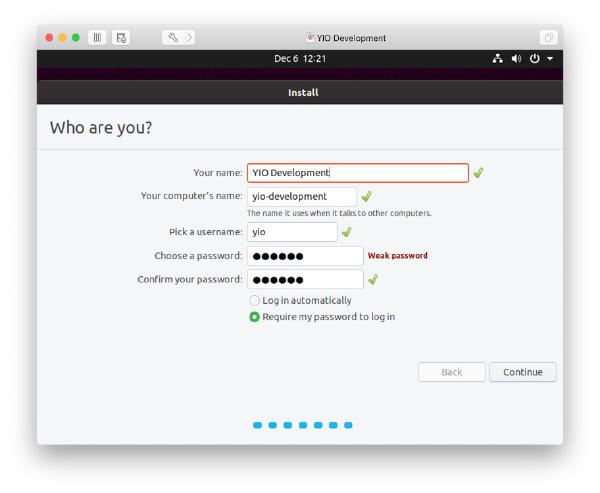 YIO Development
Dec 6 12:21
Install
Who are you?
Your name: YIO Development
Your computer's name: yio-development
The name it uses when it talks to other computers.
Pick a username: yio
Choose a password: ●●●●●● Weak password
Confirm your password: ●●●●●●
Log in automatically
Require my password to log in
Back Continue